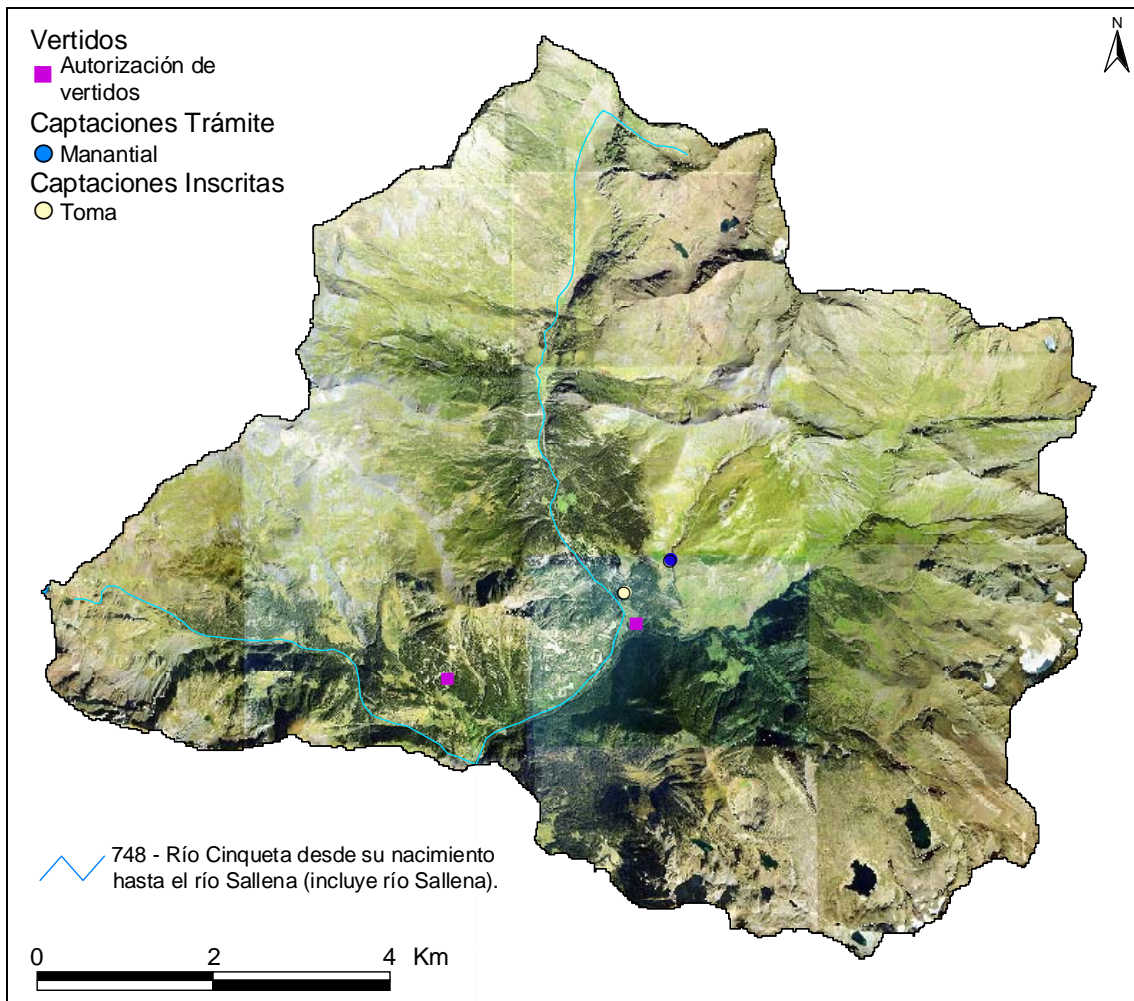 Vertidos
Autorización de
vertidos
Captaciones Trámite
Manantial
Captaciones Inscritas
Toma
N
748 - Río Cinqueta desde su nacimiento
hasta el río Sallena (incluye río Sallena).
0 2 4 Km